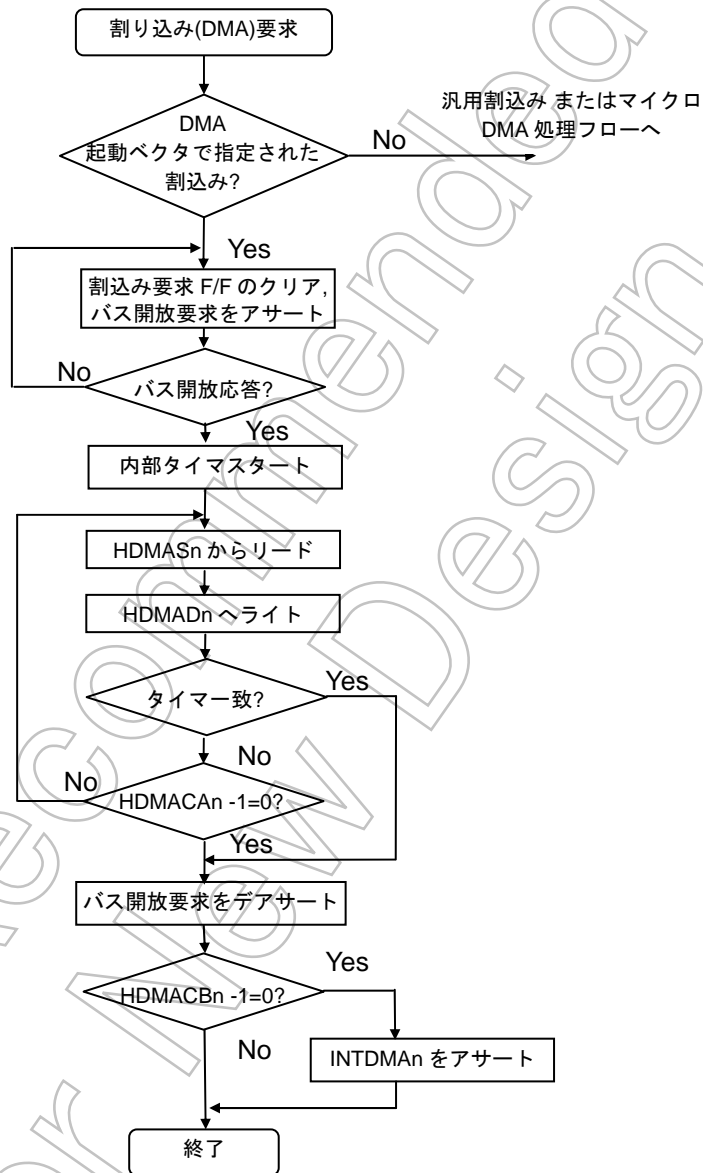 割り込み(DMA)要求
汎用割込み またはマイクロ
DMA 処理フローへ
DMA
起動ベクタで指定された
割込み?
No
Yes
割込み要求 F/F のクリア,
バス開放要求をアサート
No
バス開放応答?
Yes
内部タイマスタート
HDMASn からリード
HDMADn へライト
タイマ一致?
Yes
No
No
HDMACAn -1=0?
Yes
バス開放要求をデアサート
HDMACBn -1=0?
Yes
No
INTDMAn をアサート
終了
ecommended
or New Design